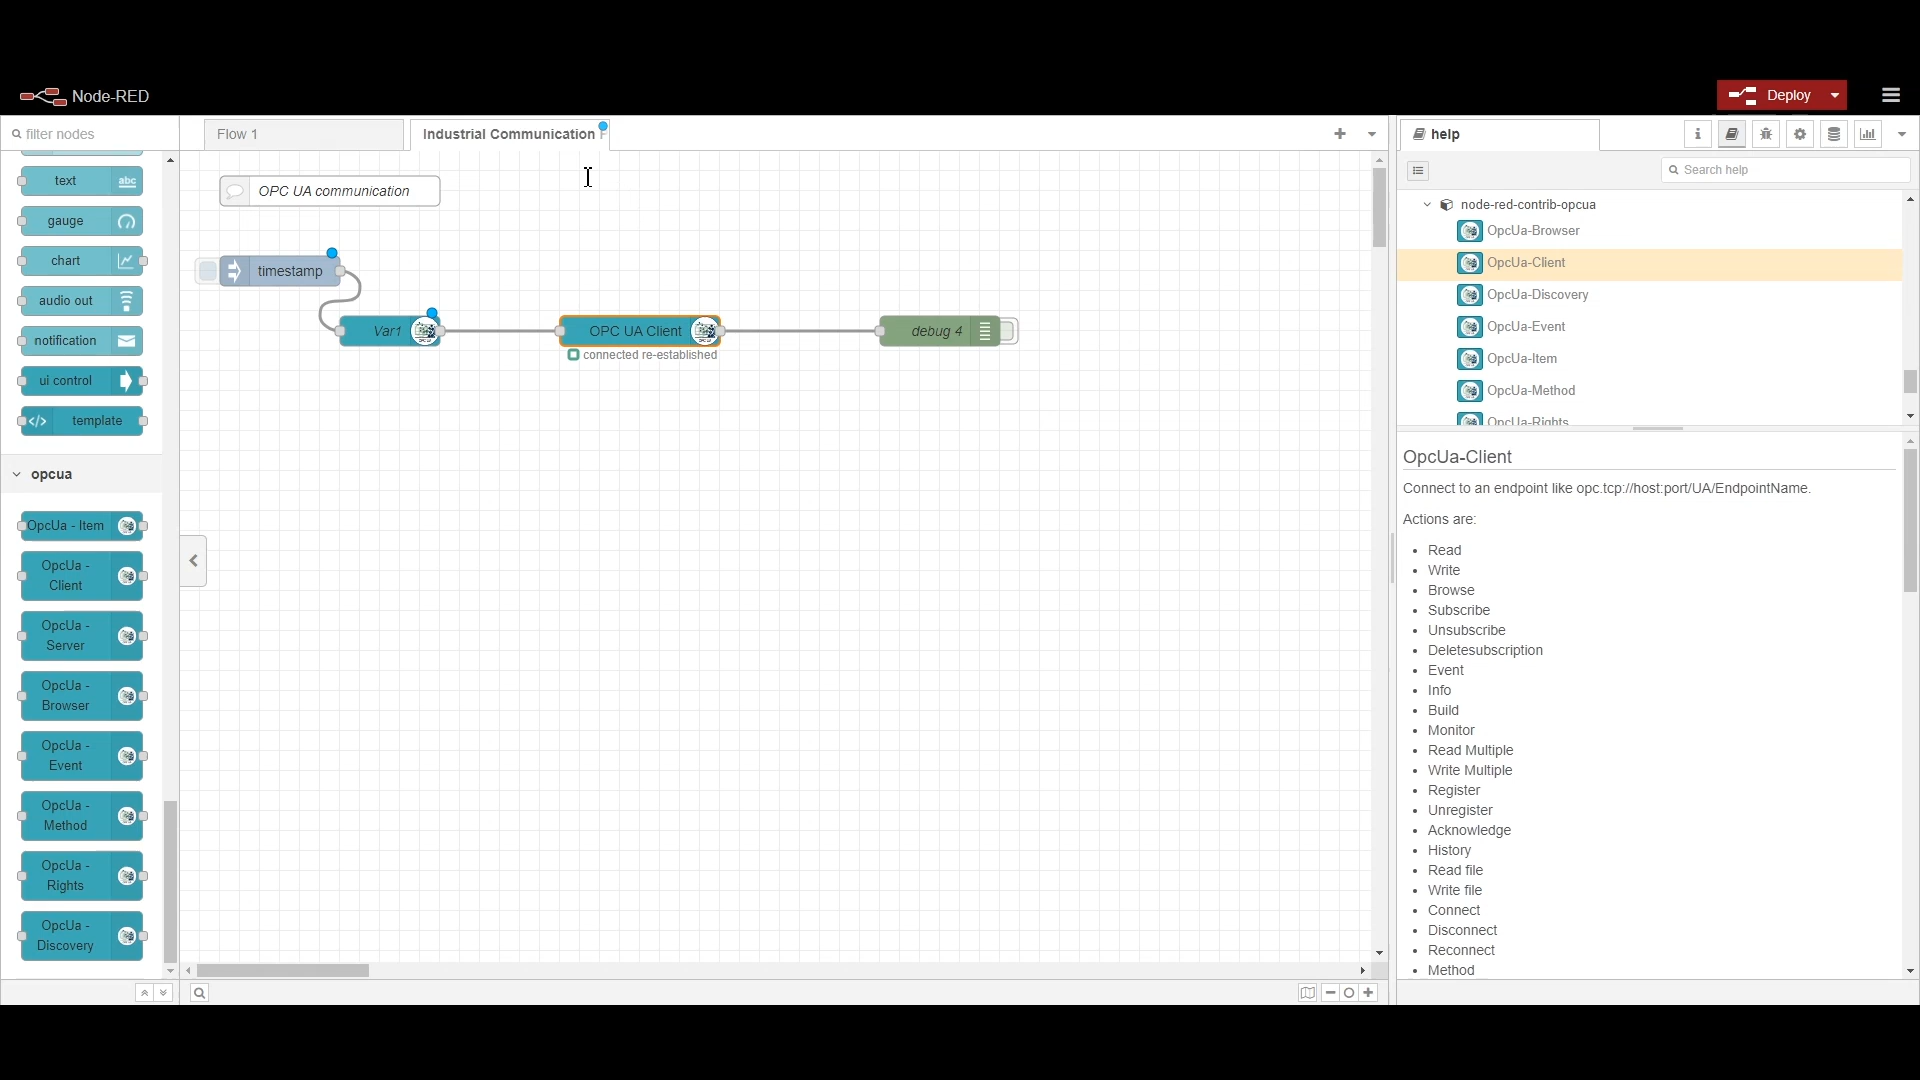 Node-RED
Deploy
filter nodes
Flow 1
Industrial Communication
help
text
abc
gauge
chart
audio out
notification
ui control
template
opcua
OpcUa - Item
OpcUa -
Client
OpcUa -
Server
OpcUa -
Browser
OpcUa -
Event
OpcUa -
Method
OpcUa -
Rights
OpcUa -
Discovery
OPC UA communication
timestamp
Var1
OPC UA Client
connected re-established
debug 4
Search help
node-red-contrib-opcua
OpcUa-Browser
OpcUa-Client
OpcUa-Discovery
OpcUa-Event
OpcUa-Item
OpcUa-Method
OpcUa-Rights
OpcUa-Client
Connect to an endpoint like opc.tcp://host:port/UA/EndpointName.
Actions are:
Read
Write
Browse
Subscribe
Unsubscribe
Deletesubscription
Event
Info
Build
Monitor
Read Multiple
Write Multiple
Register
Unregister
Acknowledge
History
Read file
Write file
Connect
Disconnect
Reconnect
Method